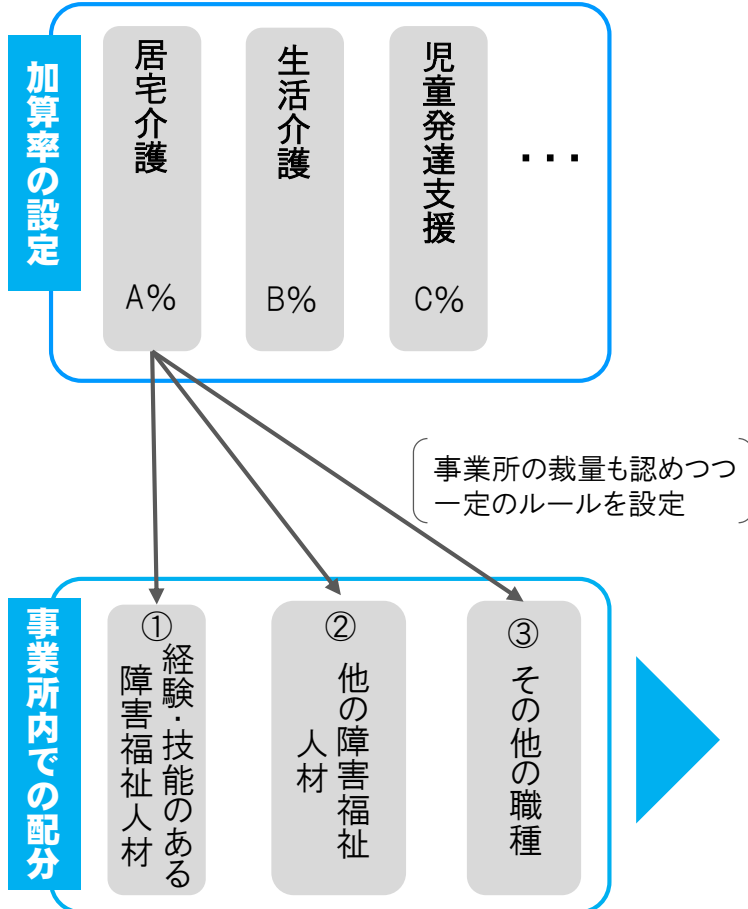 加算率の設定
居宅介護
A%
生活介護
B%
児童発達支援
C%
・・・
事業所の裁量も認めつつ
一定のルールを設定
事業所内での配分
①
経験・技能のある
障害福祉人材
②
他の障害福祉
人材
③
その他の職種